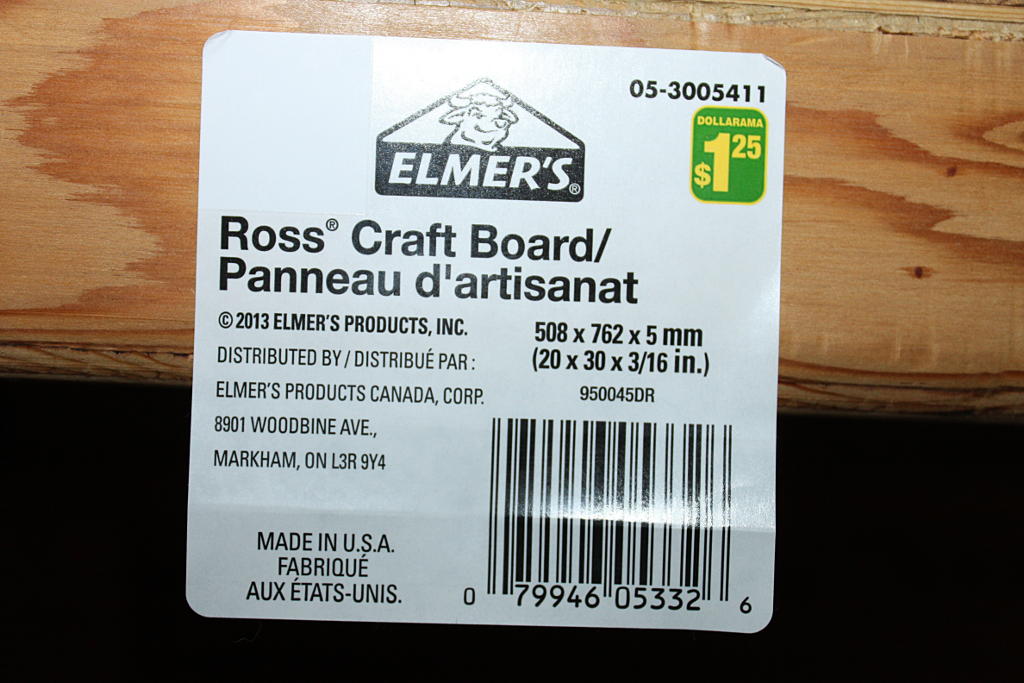 05-3005411
DOLLARAMA
$1 25
ELMER'S®
Ross® Craft Board/
Panneau d'artisanat
© 2013 ELMER'S PRODUCTS, INC.
DISTRIBUTED BY / DISTRIBUÉ PAR :
ELMER'S PRODUCTS CANADA, CORP.
8901 WOODBINE AVE.,
MARKHAM, ON L3R 9Y4
508 x 762 x 5 mm
(20 x 30 x 3/16 in.)
950045DR
MADE IN U.S.A.
FABRIQUÉ
AUX ÉTATS-UNIS.
0 79946 05332 6